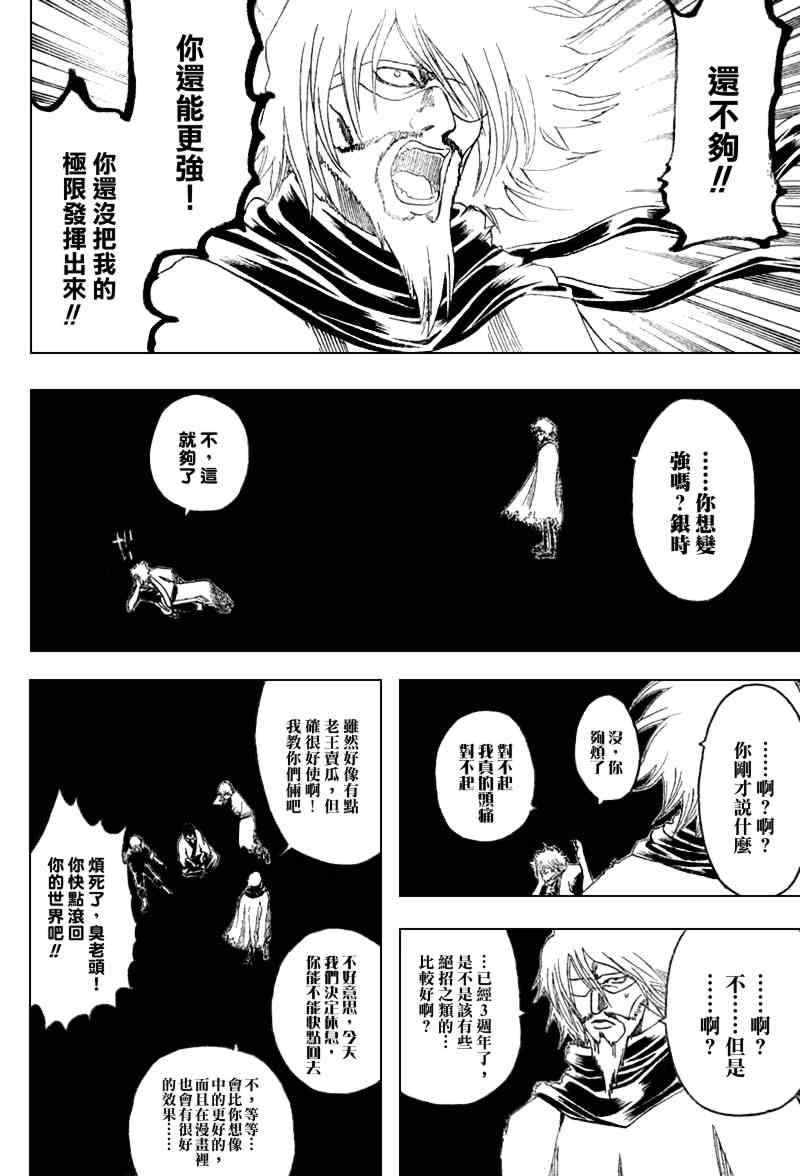 還不夠!!
你還能更強！
你還沒把我的
極限發揮出來!!
……你想變
強嗎？銀時
不，這
就夠了
……啊？啊？
你剛才説什麼
沒，你
夠煩了
對不起
我真的頭痛
對不起
……啊？
不……但是
……啊？
…已經3週年了，
是不是該有些
絕招之類的…
比較好啊？
雖然好像有點
老王賣瓜，但
確很好使啊！
我教你們倆吧
煩死了，臭老頭！
你快點滾回
你的世界吧!!
不好意思，今天
我們決定休息，
你能不能快點回去
不，等等…
會比你想像
中的更好的，
而且在漫畫裡
也會有很好
的效果……